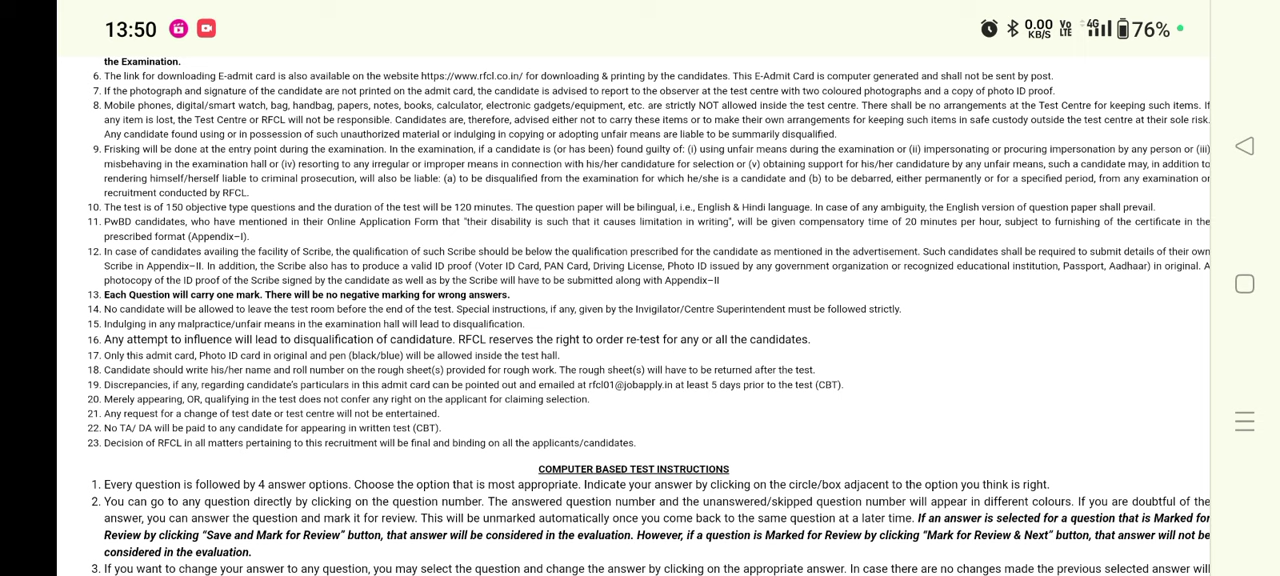 13:50 0.00 KB/S Vo LTE 4G 76%
the Examination.
6. The link for downloading E-admit card is also available on the website https://www.rfcl.co.in/ for downloading & printing by the candidates. This E-Admit Card is computer generated and shall not be sent by post.
7. If the photograph and signature of the candidate are not printed on the admit card, the candidate is advised to report to the observer at the test centre with two coloured photographs and a copy of photo ID proof.
8. Mobile phones, digital/smart watch, bag, handbag, papers, notes, books, calculator, electronic gadgets/equipment, etc. are strictly NOT allowed inside the test centre. There shall be no arrangements at the Test Centre for keeping such items. If
any item is lost, the Test Centre or RFCL will not be responsible. Candidates are, therefore, advised either not to carry these items or to make their own arrangements for keeping such items in safe custody outside the test centre at their sole risk.
Any candidate found using or in possession of such unauthorized material or indulging in copying or adopting unfair means are liable to be summarily disqualified.
9. Frisking will be done at the entry point during the examination. In the examination, if a candidate is (or has been) found guilty of: (i) using unfair means during the examination or (ii) impersonating or procuring impersonation by any person or (iii)
misbehaving in the examination hall or (iv) resorting to any irregular or improper means in connection with his/her candidature for selection or (v) obtaining support for his/her candidature by any unfair means, such a candidate may, in addition to
rendering himself/herself liable to criminal prosecution, will also be liable: (a) to be disqualified from the examination for which he/she is a candidate and (b) to be debarred, either permanently or for a specified period, from any examination or
recruitment conducted by RFCL.
10. The test is of 150 objective type questions and the duration of the test will be 120 minutes. The question paper will be bilingual, i.e., English & Hindi language. In case of any ambiguity, the English version of question paper shall prevail.
11. PwBD candidates, who have mentioned in their Online Application Form that "their disability is such that it causes limitation in writing", will be given compensatory time of 20 minutes per hour, subject to furnishing of the certificate in the
prescribed format (Appendix–I).
12. In case of candidates availing the facility of Scribe, the qualification of such Scribe should be below the qualification prescribed for the candidate as mentioned in the advertisement. Such candidates shall be required to submit details of their own
Scribe in Appendix–II. In addition, the Scribe also has to produce a valid ID proof (Voter ID Card, PAN Card, Driving License, Photo ID issued by any government organization or recognized educational institution, Passport, Aadhaar) in original. A
photocopy of the ID proof of the Scribe signed by the candidate as well as by the Scribe will have to be submitted along with Appendix–II
13. Each Question will carry one mark. There will be no negative marking for wrong answers.
14. No candidate will be allowed to leave the test room before the end of the test. Special instructions, if any, given by the Invigilator/Centre Superintendent must be followed strictly.
15. Indulging in any malpractice/unfair means in the examination hall will lead to disqualification.
16. Any attempt to influence will lead to disqualification of candidature. RFCL reserves the right to order re-test for any or all the candidates.
17. Only this admit card, Photo ID card in original and pen (black/blue) will be allowed inside the test hall.
18. Candidate should write his/her name and roll number on the rough sheet(s) provided for rough work. The rough sheet(s) will have to be returned after the test.
19. Discrepancies, if any, regarding candidate's particulars in this admit card can be pointed out and emailed at rfcl01@jobapply.in at least 5 days prior to the test (CBT).
20. Merely appearing, OR, qualifying in the test does not confer any right on the applicant for claiming selection.
21. Any request for a change of test date or test centre will not be entertained.
22. No TA/ DA will be paid to any candidate for appearing in written test (CBT).
23. Decision of RFCL in all matters pertaining to this recruitment will be final and binding on all the applicants/candidates.
COMPUTER BASED TEST INSTRUCTIONS
1. Every question is followed by 4 answer options. Choose the option that is most appropriate. Indicate your answer by clicking on the circle/box adjacent to the option you think is right.
2. You can go to any question directly by clicking on the question number. The answered question number and the unanswered/skipped question number will appear in different colours. If you are doubtful of the
answer, you can answer the question and mark it for review. This will be unmarked automatically once you come back to the same question at a later time. If an answer is selected for a question that is Marked for
Review by clicking "Save and Mark for Review" button, that answer will be considered in the evaluation. However, if a question is Marked for Review by clicking "Mark for Review & Next" button, that answer will not be
considered in the evaluation.
3. If you want to change your answer to any question, you may select the question and change the answer by clicking on the appropriate answer. In case there are no changes made the previous selected answer will